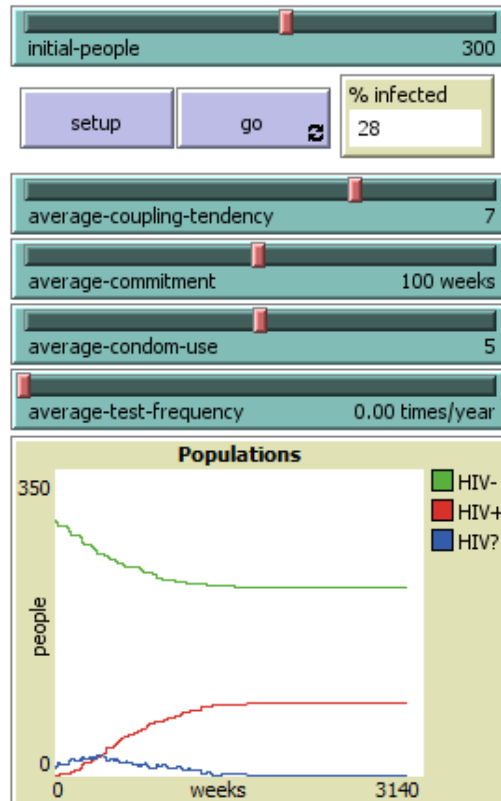 initial-people 300
setup go % infected
28
average-coupling-tendency 7
average-commitment 100 weeks
average-condom-use 5
average-test-frequency 0.00 times/year
Populations
350
people
0
0 weeks 3140
HIV-
HIV+
HIV?